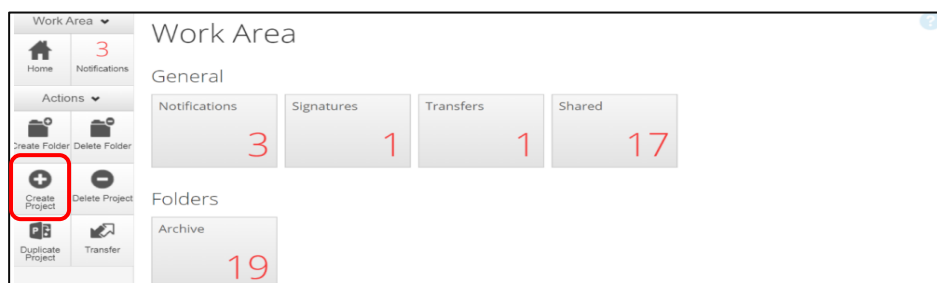 Work Area
3
Home
Notifications
Actions
Create Folder
Delete Folder
Create
Project
Delete Project
Duplicate
Project
Transfer
Work Area
?
General
Notifications
3
Signatures
1
Transfers
1
Shared
17
Folders
Archive
19